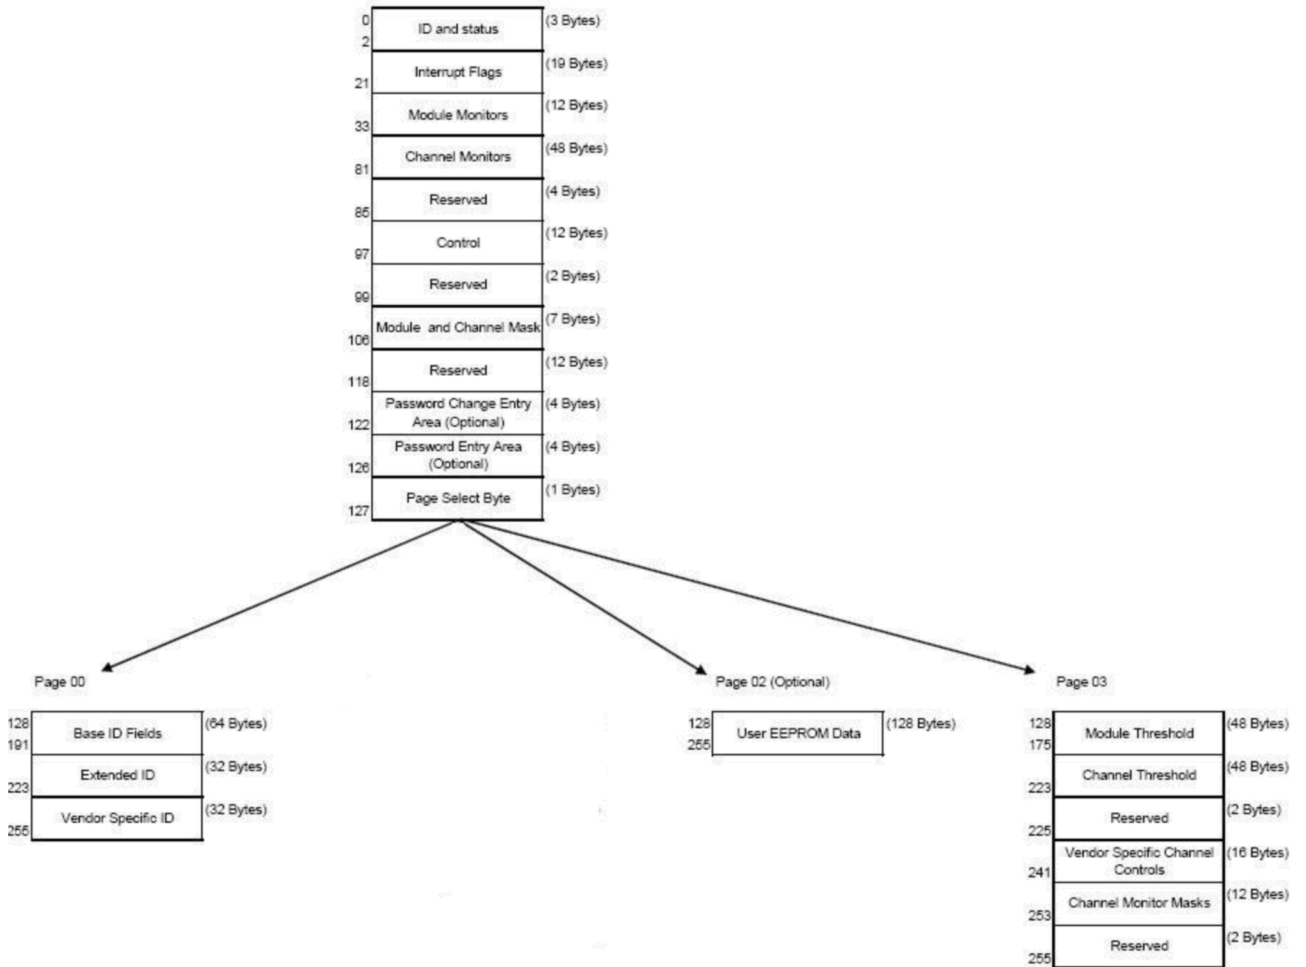 0
ID and status
(3 Bytes)
2
Interrupt Flags
(19 Bytes)
21
Module Monitors
(12 Bytes)
33
Channel Monitors
(48 Bytes)
81
Reserved
(4 Bytes)
85
Control
(12 Bytes)
97
Reserved
(2 Bytes)
99
Module and Channel Mask
(7 Bytes)
106
Reserved
(12 Bytes)
118
Password Change Entry
Area (Optional)
(4 Bytes)
122
Password Entry Area
(Optional)
(4 Bytes)
126
Page Select Byte
(1 Bytes)
127
Page 00
128
Base ID Fields
(64 Bytes)
191
Extended ID
(32 Bytes)
223
Vendor Specific ID
(32 Bytes)
255
Page 02 (Optional)
128
User EEPROM Data
(128 Bytes)
255
Page 03
128
Module Threshold
(48 Bytes)
175
Channel Threshold
(48 Bytes)
223
Reserved
(2 Bytes)
225
Vendor Specific Channel
Controls
(16 Bytes)
241
Channel Monitor Masks
(12 Bytes)
253
Reserved
(2 Bytes)
255